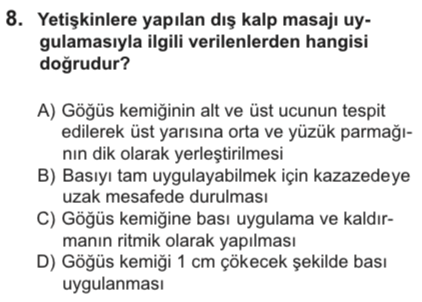 8. Yetişkinlere yapılan dış kalp masajı uy-
gulamasıyla ilgili verilenlerden hangisi
doğrudur?
A) Göğüs kemiğinin alt ve üst ucunun tespit
edilerek üst yarısına orta ve yüzük parmağı-
nın dik olarak yerleştirilmesi
B) Basıyı tam uygulayabilmek için kazazedeye
uzak mesafede durulması
C) Göğüs kemiğine bası uygulama ve kaldır-
manın ritmik olarak yapılması
D) Göğüs kemiği 1 cm çökecek şekilde bası
uygulanması